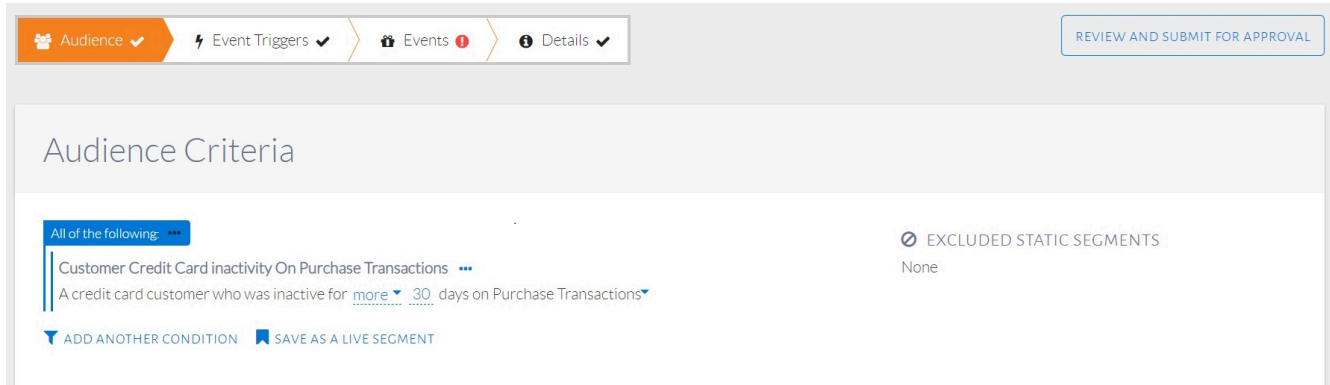 Audience
Event Triggers
Events
Details
REVIEW AND SUBMIT FOR APPROVAL
Audience Criteria
All of the following: •••
Customer Credit Card inactivity On Purchase Transactions •••
A credit card customer who was inactive for more 30 days on Purchase Transactions
ADD ANOTHER CONDITION SAVE AS A LIVE SEGMENT
EXCLUDED STATIC SEGMENTS
None